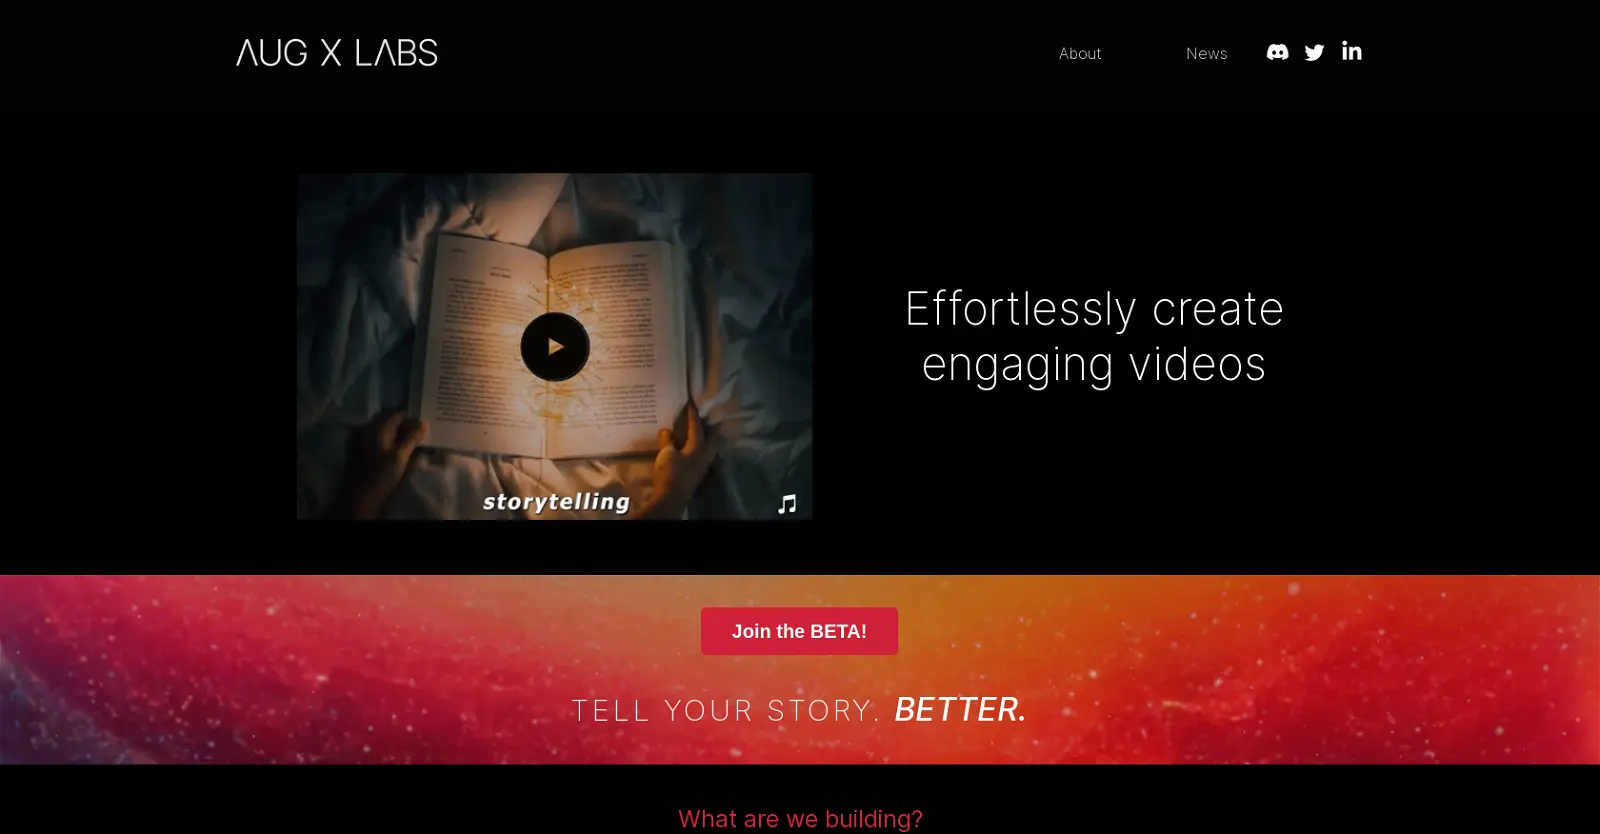 AUG X LABS
About
News
Effortlessly create
engaging videos
storytelling
Join the BETA!
TELL YOUR STORY. BETTER.
What are we building?